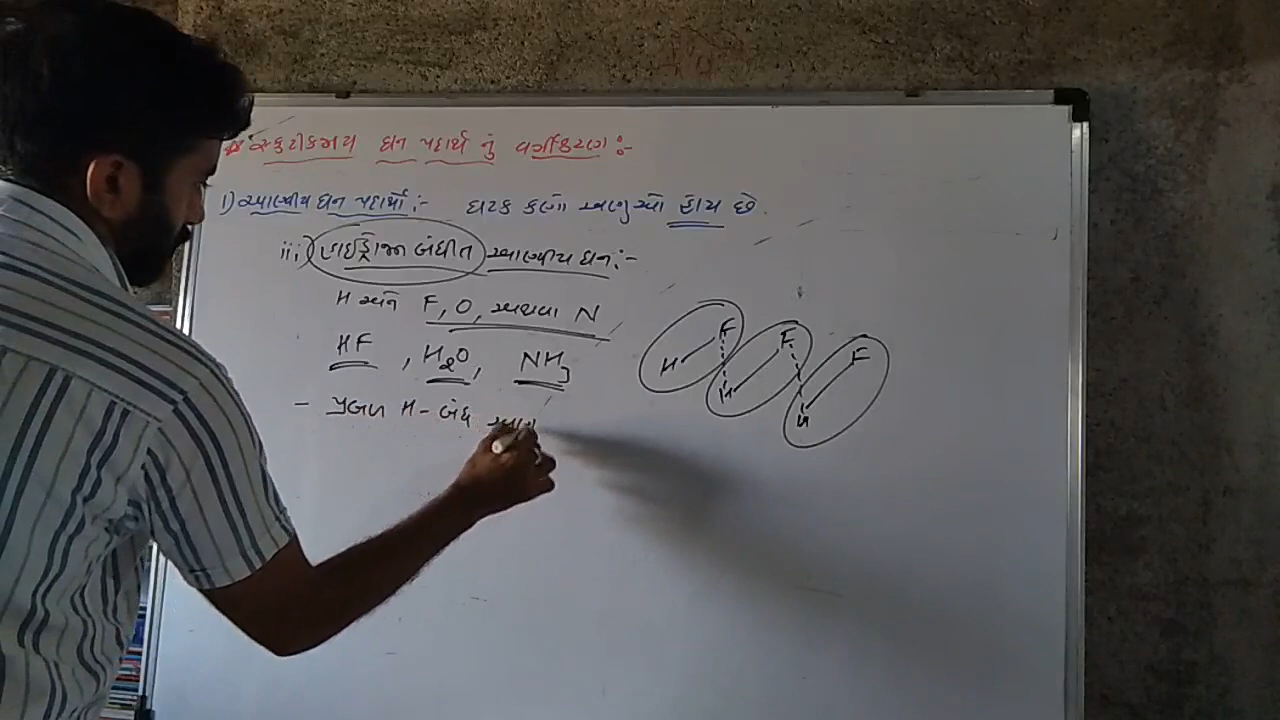 * સ્ફટીકમય ઘન પદાર્થ નું વર્ગીકરણ :-
1) આણ્વીય ઘન પદાર્થો :- ઘટક કણો અણુઓ હોય છે.
iii) હાઈડ્રોજન બંધીત આણ્વીય ઘન :-
H અને F, O, અથવા N
HF , H₂O , NH₃
- પ્રબળ H - બંધ
H F H F H F